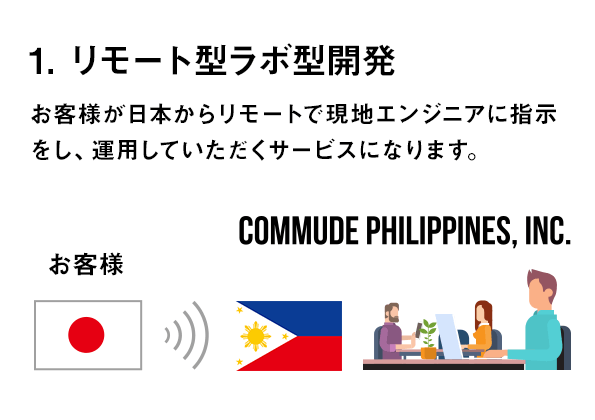 1. リモート型ラボ型開発
お客様が日本からリモートで現地エンジニアに指示
をし、運用していただくサービスになります。
COMMUDE PHILIPPINES, INC.
お客様